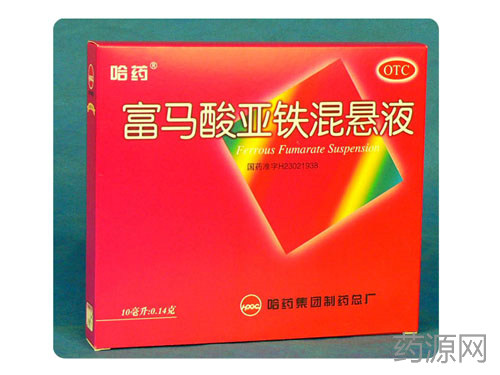 哈药®
OTC
富马酸亚铁混悬液
Ferrous Fumarate Suspension
国药准字H23021938
10毫升:0.14克
HPGC 哈药集团制药总厂
药源网